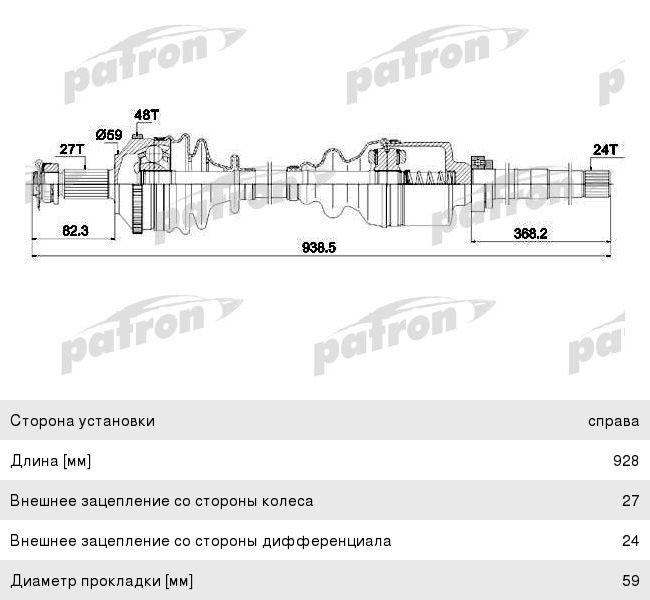 patron patron
48T
Ø59
27T
24T
82.3
368.2
938.5
patron patron
patron patron
Сторона установки справа
Длина [мм] 928
Внешнее зацепление со стороны колеса 27
Внешнее зацепление со стороны дифференциала 24
Диаметр прокладки [мм] 59